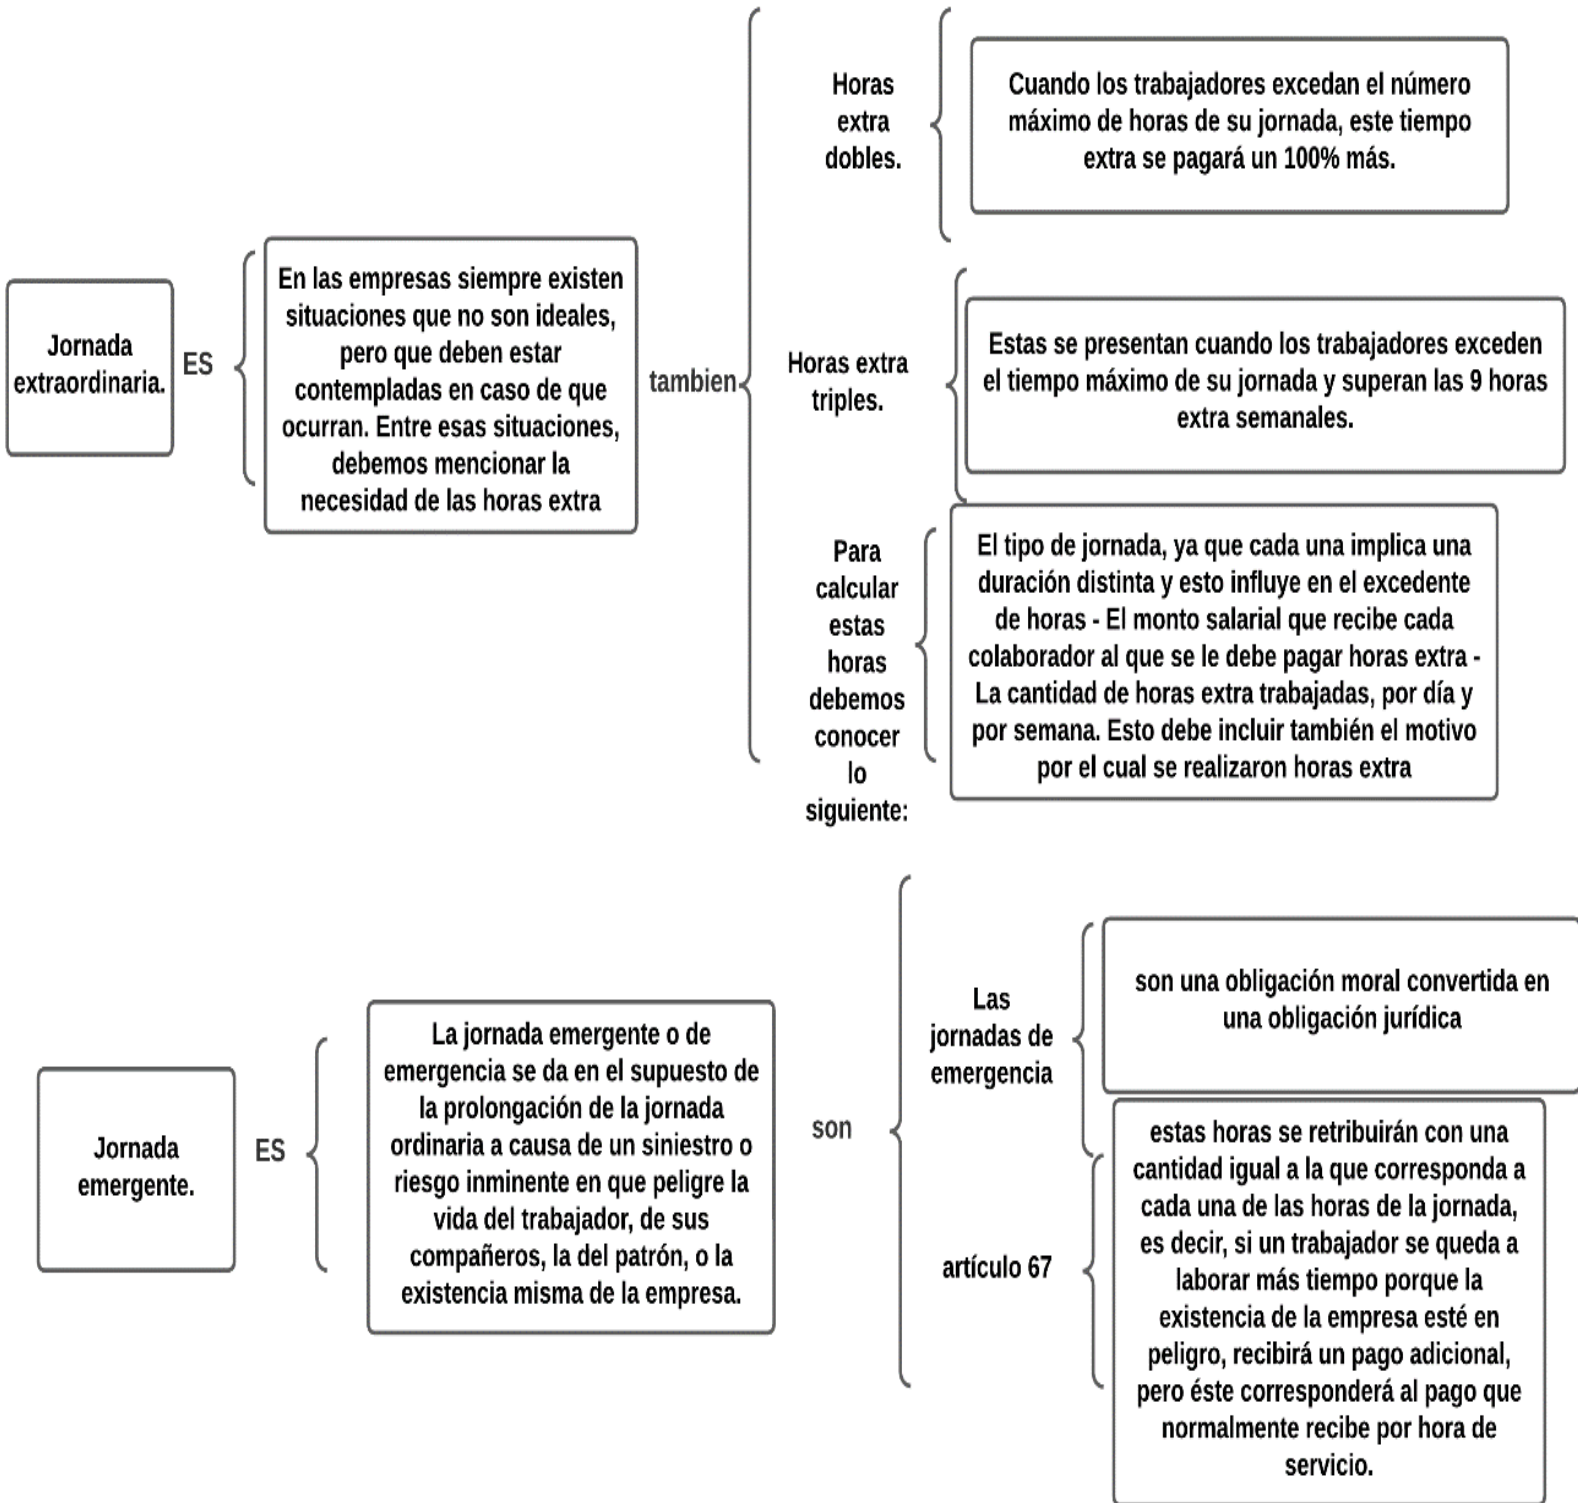 Jornada
extraordinaria.
ES
En las empresas siempre existen
situaciones que no son ideales,
pero que deben estar
contempladas en caso de que
ocurran. Entre esas situaciones,
debemos mencionar la
necesidad de las horas extra
tambien
Horas
extra
dobles.
Cuando los trabajadores excedan el número
máximo de horas de su jornada, este tiempo
extra se pagará un 100% más.
Horas extra
triples.
Estas se presentan cuando los trabajadores exceden
el tiempo máximo de su jornada y superan las 9 horas
extra semanales.
Para
calcular
estas
horas
debemos
conocer
lo
siguiente:
El tipo de jornada, ya que cada una implica una
duración distinta y esto influye en el excedente
de horas - El monto salarial que recibe cada
colaborador al que se le debe pagar horas extra -
La cantidad de horas extra trabajadas, por día y
por semana. Esto debe incluir también el motivo
por el cual se realizaron horas extra
Jornada
emergente.
ES
La jornada emergente o de
emergencia se da en el supuesto de
la prolongación de la jornada
ordinaria a causa de un siniestro o
riesgo inminente en que peligre la
vida del trabajador, de sus
compañeros, la del patrón, o la
existencia misma de la empresa.
son
Las
jornadas de
emergencia
son una obligación moral convertida en
una obligación jurídica
artículo 67
estas horas se retribuirán con una
cantidad igual a la que corresponda a
cada una de las horas de la jornada,
es decir, si un trabajador se queda a
laborar más tiempo porque la
existencia de la empresa esté en
peligro, recibirá un pago adicional,
pero éste corresponderá al pago que
normalmente recibe por hora de
servicio.